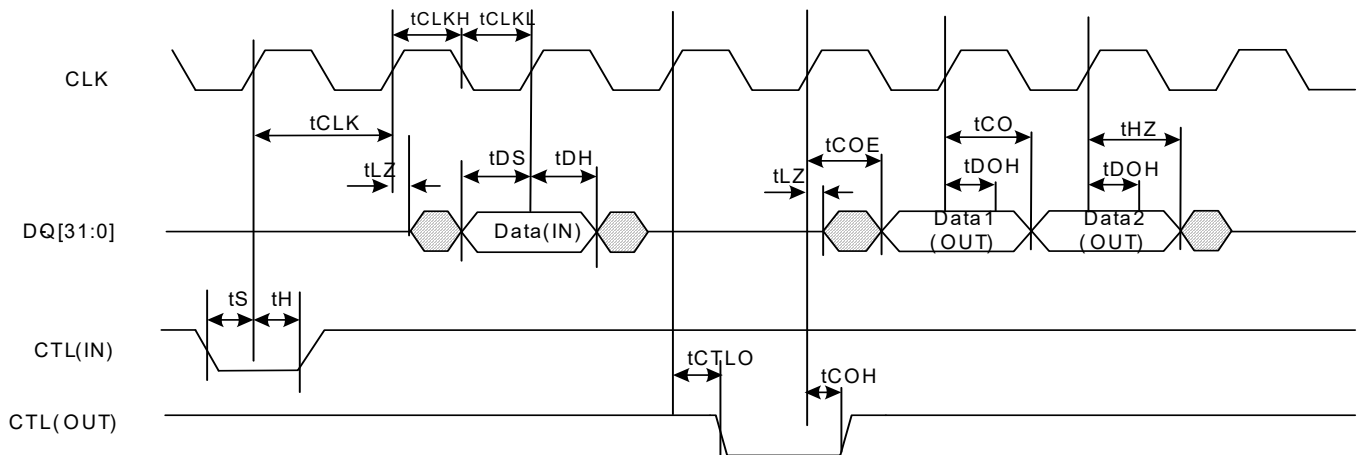 tCLKH tCLKL
CLK
tCLK
tCO
tHZ
tCOE
tDS tDH
tLZ
tLZ
tDOH
tDOH
DQ[31:0]
Data(IN)
Data1
(OUT)
Data2
(OUT)
tS tH
CTL(IN)
tCTLO
tCOH
CTL(OUT)